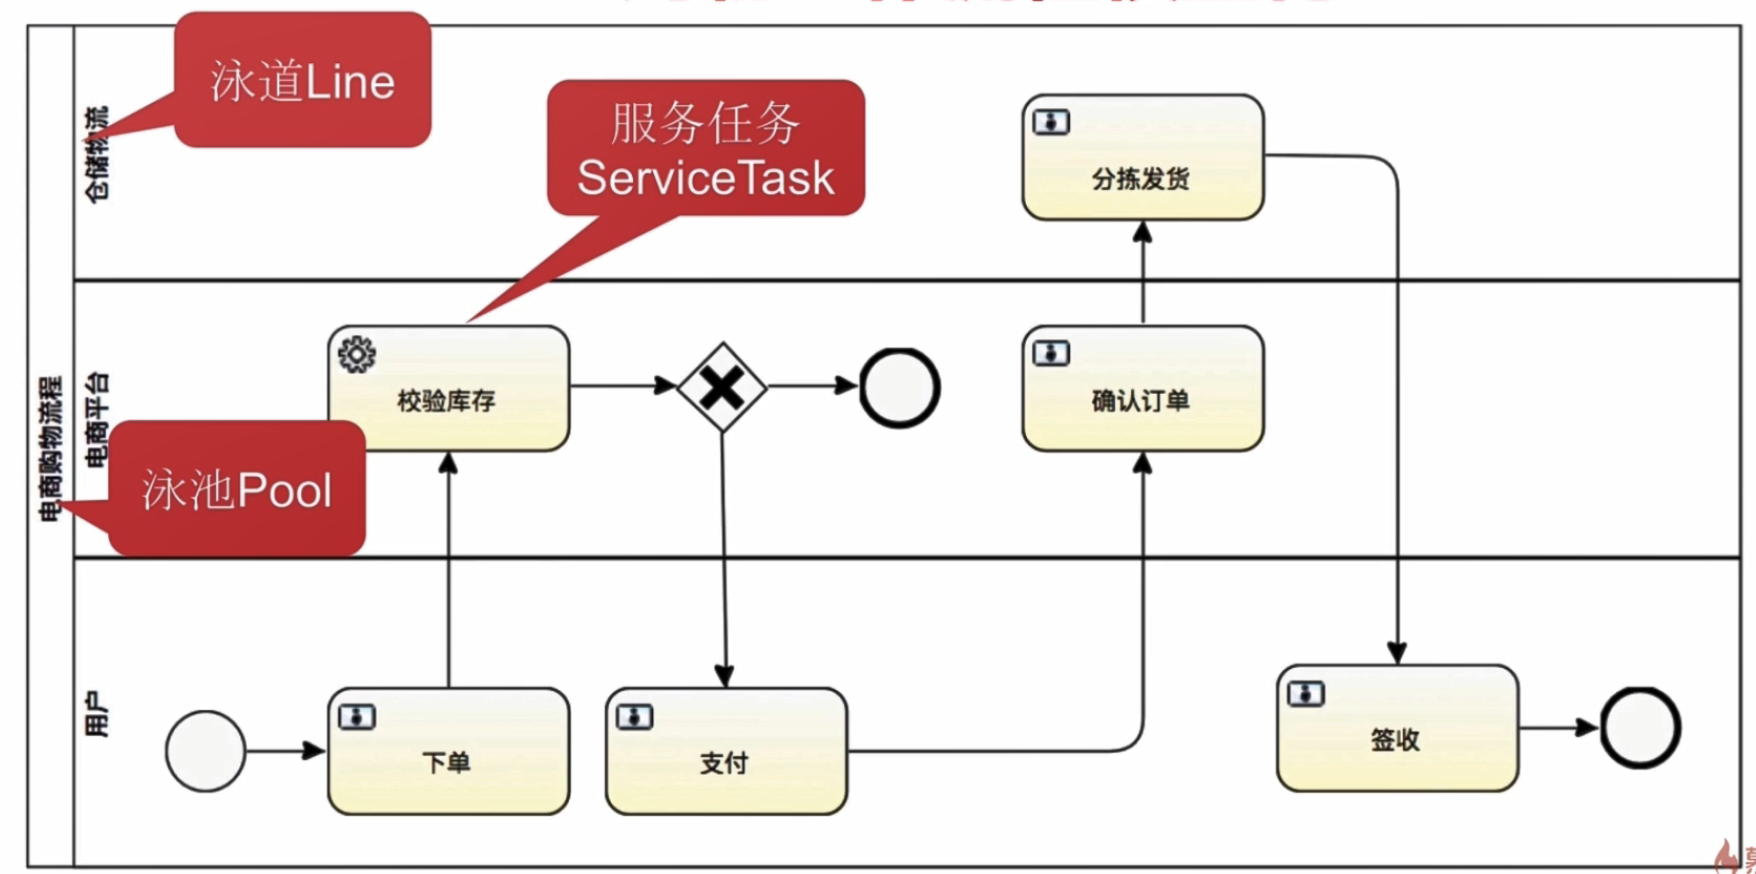 泳道Line
服务任务
ServiceTask
仓储物流
分拣发货
校验库存
确认订单
电商平台
电商购物流程
泳池Pool
用户
下单
支付
签收